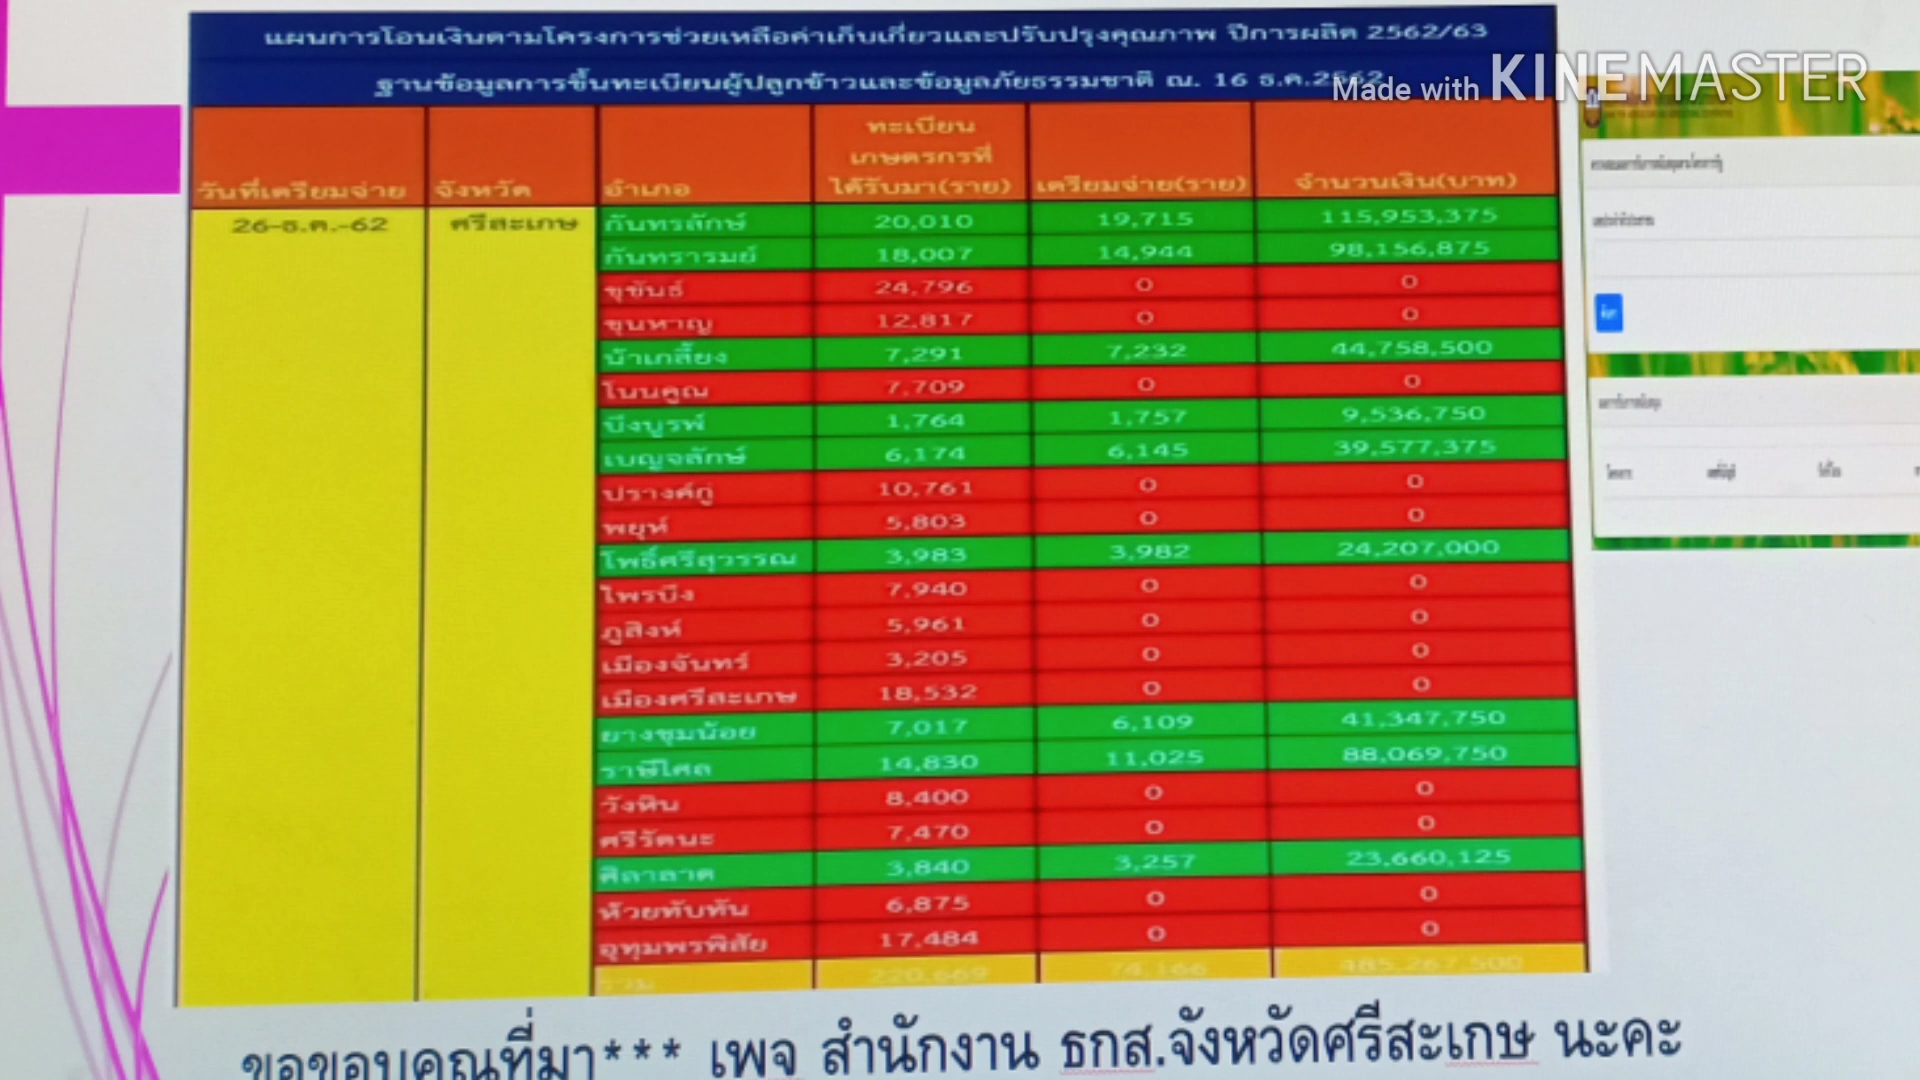 แผนการโอนเงินตามโครงการช่วยเหลือค่าเก็บเกี่ยวและปรับปรุงคุณภาพ ปีการผลิต 2562/63
ฐานข้อมูลการขึ้นทะเบียนผู้ปลูกข้าวและข้อมูลภัยธรรมชาติ ณ. 16 ธ.ค.2562
Made with KINEMASTER
วันที่เตรียมจ่าย จังหวัด อำเภอ ทะเบียนเกษตรกรที่ได้รับมา(ราย) เตรียมจ่าย(ราย) จำนวนเงิน(บาท)
26-ธ.ค.-62 ศรีสะเกษ กันทรลักษ์ 20,010 19,715 115,953,375
กันทรารมย์ 18,007 14,944 98,156,875
ขุขันธ์ 24,796 0 0
ขุนหาญ 12,817 0 0
น้ำเกลี้ยง 7,291 7,232 44,758,500
โนนคูณ 7,709 0 0
บึงบูรพ์ 1,764 1,757 9,536,750
เบญจลักษ์ 6,174 6,145 39,577,375
ปรางค์กู่ 10,761 0 0
พยุห์ 5,803 0 0
โพธิ์ศรีสุวรรณ 3,983 3,982 24,207,000
ไพรบึง 7,940 0 0
ภูสิงห์ 5,961 0 0
เมืองจันทร์ 3,205 0 0
เมืองศรีสะเกษ 18,532 0 0
ยางชุมน้อย 7,017 6,109 41,347,750
ราษีไศล 14,830 11,025 88,069,750
วังหิน 8,400 0 0
ศรีรัตนะ 7,470 0 0
ศิลาลาด 3,840 3,257 23,660,125
ห้วยทับทัน 6,875 0 0
อุทุมพรพิสัย 17,484 0 0
รวม 220,669 74,166 485,267,500
ขอขอบคุณที่มา*** เพจ สำนักงาน ธกส.จังหวัดศรีสะเกษ นะคะ